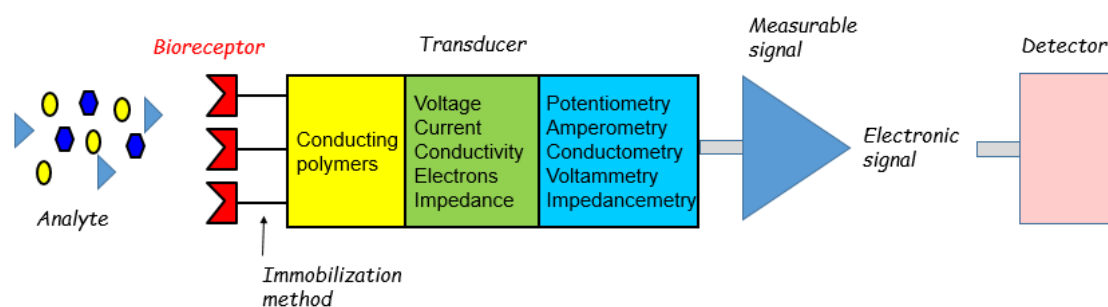 Bioreceptor
Transducer
Measurable
signal
Detector
Analyte
Conducting
polymers
Voltage
Current
Conductivity
Electrons
Impedance
Potentiometry
Amperometry
Conductometry
Voltammetry
Impedancemetry
Electronic
signal
Immobilization
method